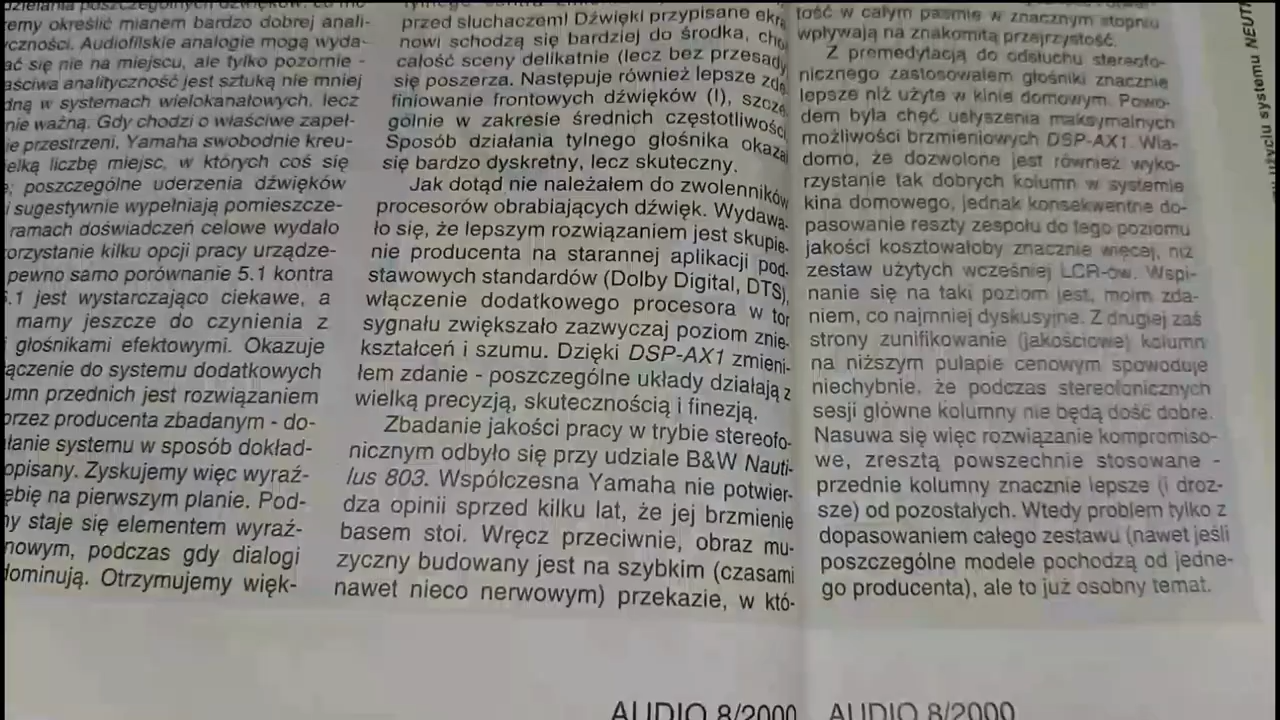 działania poszczególnych dźwięków, co mo-
emy określić mianem bardzo dobrej anali-
yczności. Audiofilskie analogie mogą wyda-
ać się nie na miejscu, ale tylko pozornie -
aściwa analityczność jest sztuką nie mniej
dną w systemach wielokanałowych, lecz
nie ważną. Gdy chodzi o właściwe zapeł-
ie przestrzeni, Yamaha swobodnie kreu-
elką liczbę miejsc, w których coś się
; poszczególne uderzenia dźwięków
i sugestywnie wypełniają pomieszcze-
ramach doświadczeń celowe wydało
orzystanie kilku opcji pracy urządze-
pewno samo porównanie 5.1 kontra
.1 jest wystarczająco ciekawe, a
mamy jeszcze do czynienia z
głośnikami efektowymi. Okazuje
ączenie do systemu dodatkowych
umn przednich jest rozwiązaniem
przez producenta zbadanym - do-
łanie systemu w sposób dokład-
opisany. Zyskujemy więc wyraź-
ębię na pierwszym planie. Pod-
ny staje się elementem wyraź-
nowym, podczas gdy dialogi
dominują. Otrzymujemy więk-
przed słuchaczem! Dźwięki przypisane ekra
nowi schodzą się bardziej do środka, cho
całość sceny delikatnie (lecz bez przesady
się poszerza. Następuje również lepsze zde
finiowanie frontowych dźwięków (!), szcze
gólnie w zakresie średnich częstotliwości
Sposób działania tylnego głośnika okazał
się bardzo dyskretny, lecz skuteczny.
Jak dotąd nie należałem do zwolenników
procesorów obrabiających dźwięk. Wydawa-
ło się, że lepszym rozwiązaniem jest skupie-
nie producenta na starannej aplikacji pod-
stawowych standardów (Dolby Digital, DTS),
włączenie dodatkowego procesora w tor
sygnału zwiększało zazwyczaj poziom znie-
kształceń i szumu. Dzięki DSP-AX1 zmieni-
łem zdanie - poszczególne układy działają z
wielką precyzją, skutecznością i finezją.
Zbadanie jakości pracy w trybie stereofo-
nicznym odbyło się przy udziale B&W Nauti-
lus 803. Współczesna Yamaha nie potwier-
dza opinii sprzed kilku lat, że jej brzmienie
basem stoi. Wręcz przeciwnie, obraz mu-
zyczny budowany jest na szybkim (czasami
nawet nieco nerwowym) przekazie, w któ-
AUDIO 8/2000
tość w całym paśmie w znacznym stopniu
wpływają na znakomitą przejrzystość.
Z premedytacją do odsłuchu stereofo-
nicznego zastosowałem głośniki znacznie
lepsze niż użyte w kinie domowym. Powo-
dem była chęć usłyszenia maksymalnych
możliwości brzmieniowych DSP-AX1. Wia-
domo, że dozwolone jest również wyko-
rzystanie tak dobrych kolumn w systemie
kina domowego, jednak konsekwentne do-
pasowanie reszty zespołu do tego poziomu
jakości kosztowałoby znacznie więcej, niż
zestaw użytych wcześniej LCR-ów. Wspi-
nanie się na taki poziom jest, moim zda-
niem, co najmniej dyskusyjne. Z drugiej zaś
strony zunifikowanie (jakościowe) kolumn
na niższym pułapie cenowym spowoduje
niechybnie, że podczas stereofonicznych
sesji główne kolumny nie będą dość dobre.
Nasuwa się więc rozwiązanie kompromiso-
we, zresztą powszechnie stosowane -
przednie kolumny znacznie lepsze (i droż-
sze) od pozostałych. Wtedy problem tylko z
dopasowaniem całego zestawu (nawet jeśli
poszczególne modele pochodzą od jedne-
go producenta), ale to już osobny temat.
AUDIO 8/2000
systemu NEUT